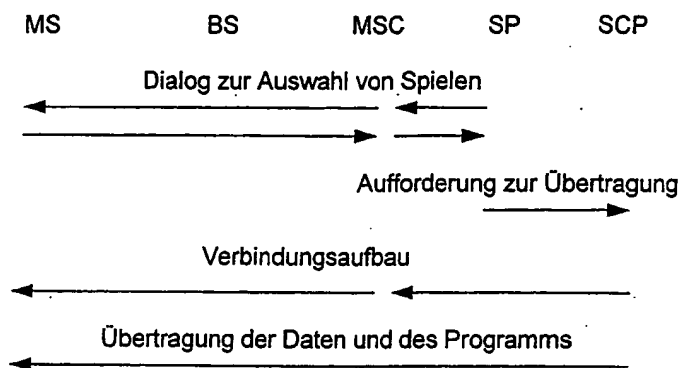 MS BS MSC SP SCP
Dialog zur Auswahl von Spielen
Aufforderung zur Übertragung
Verbindungsaufbau
Übertragung der Daten und des Programms